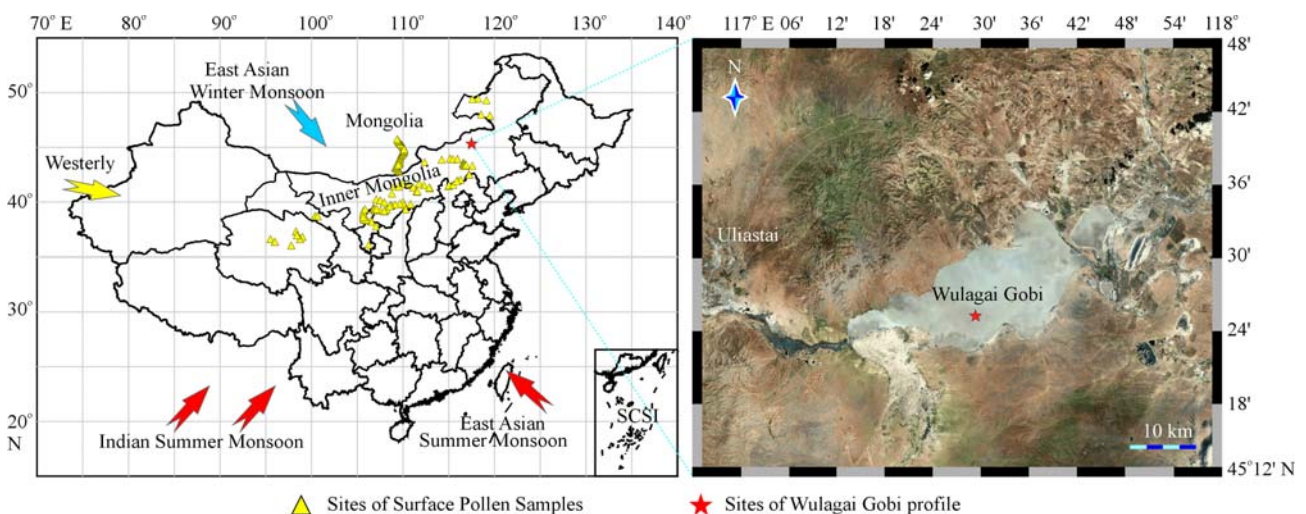 70° E 80° 90° 100° 110° 120° 130° 140°
50°
40°
30°
20°
N
East Asian
Winter Monsoon
Mongolia
Westerly
Inner Mongolia
Indian Summer Monsoon
East Asian
Summer Monsoon
SCSI
117° E 06' 12' 18' 24' 30' 36' 42' 48' 54' 118°
48'
42'
36'
30'
24'
18'
45°12' N
N
Uliastai
Wulagai Gobi
10 km
Sites of Surface Pollen Samples
Sites of Wulagai Gobi profile